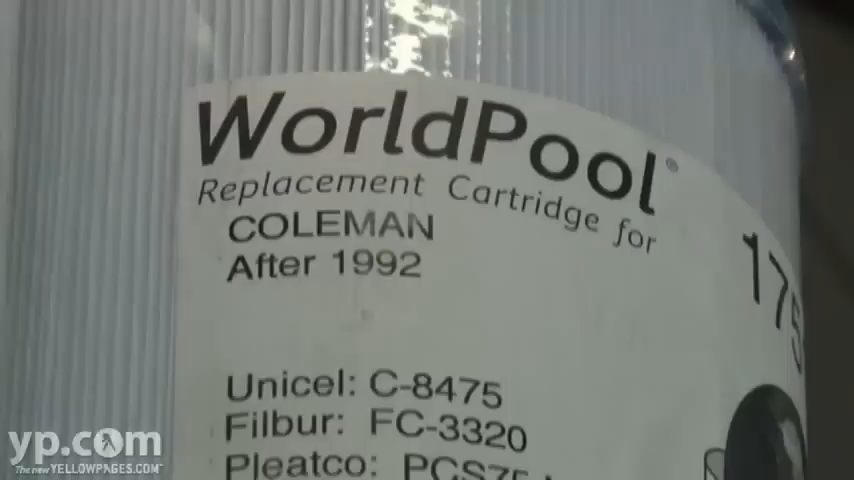 WorldPool®
Replacement Cartridge for
COLEMAN
After 1992
175
Unicel: C-8475
Filbur: FC-3320
Pleatco:
yp.com
The new YELLOWPAGES.COM